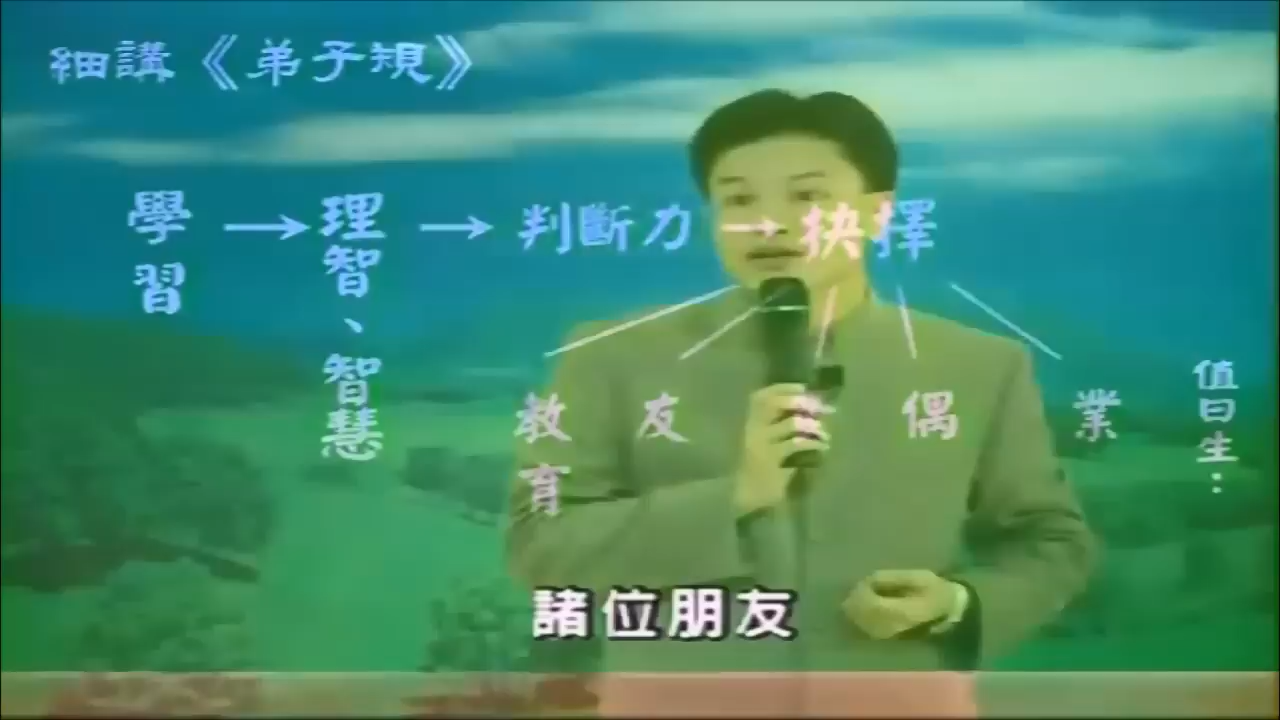 細講《弟子規》
學習→理智、智慧→判斷力→抉擇
教育 友 偶 業
值日生：
諸位朋友